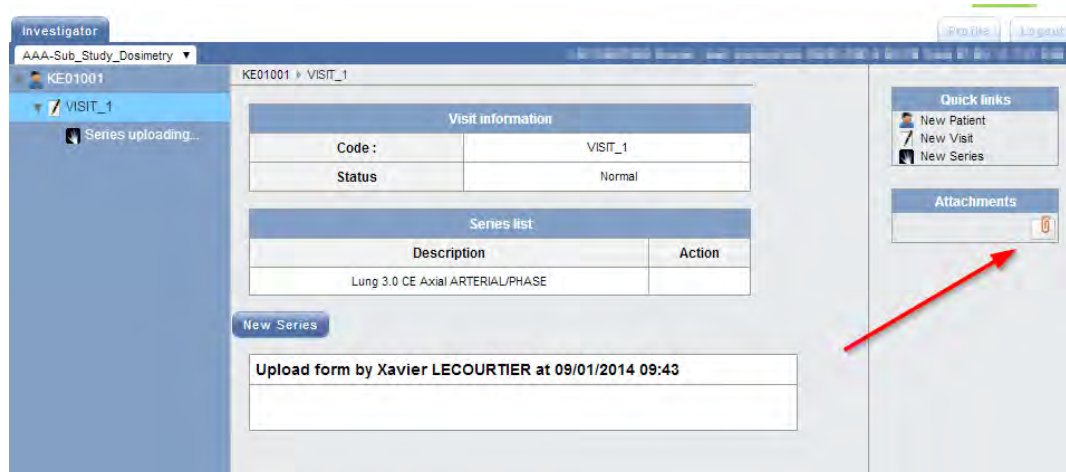 Investigator
Profile
Logout
AAA-Sub_Study_Dosimetry
KE01001
VISIT_1
Series uploading...
KE01001 VISIT_1
Visit information
Code : VISIT_1
Status Normal
Series list
Description Action
Lung 3.0 CE Axial ARTERIAL/PHASE
New Series
Upload form by Xavier LECOURTIER at 09/01/2014 09:43
Quick links
New Patient
New Visit
New Series
Attachments